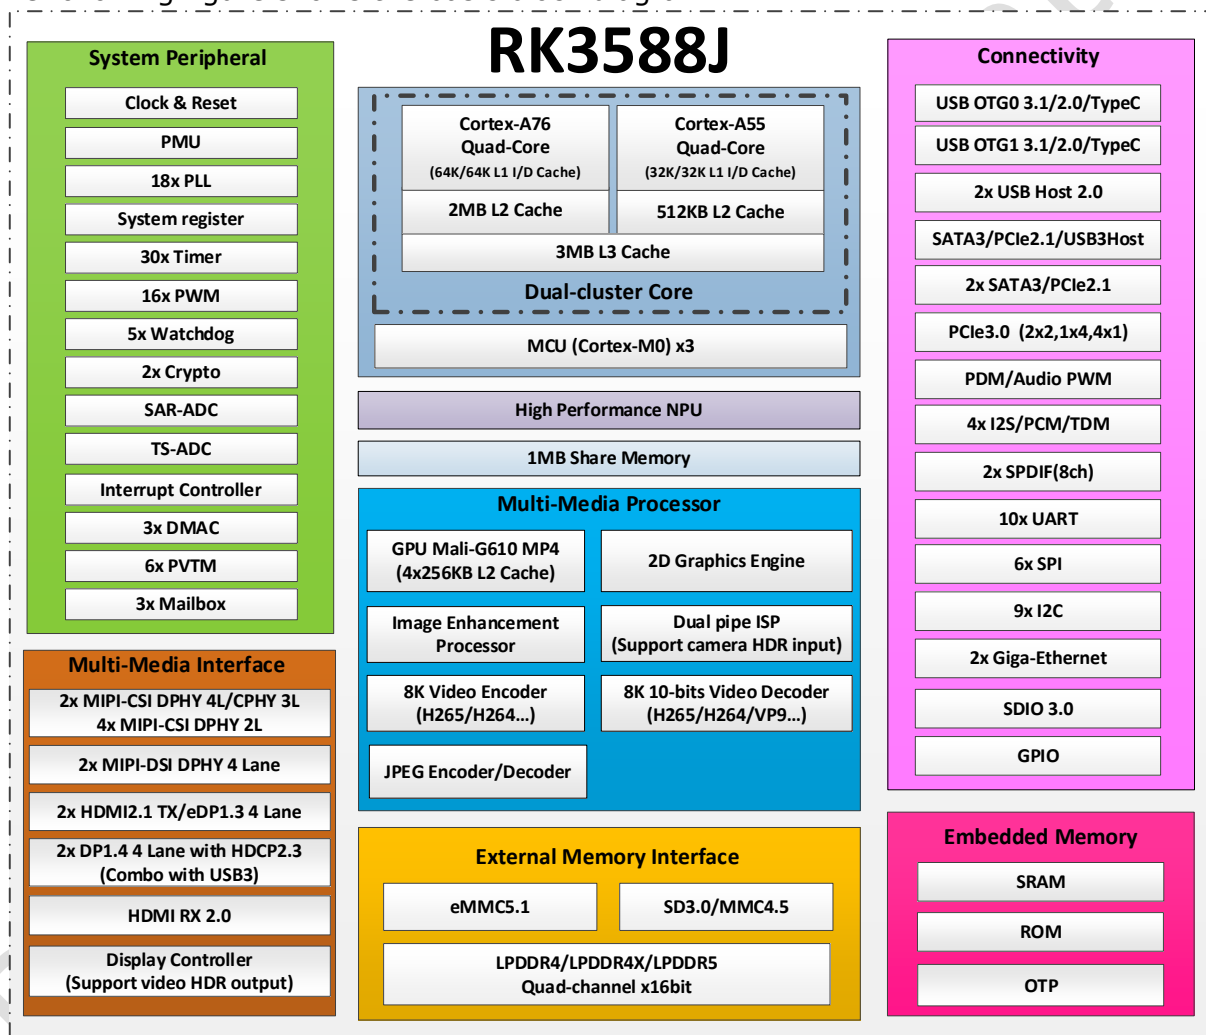 RK3588J
System Peripheral
Clock & Reset
PMU
18x PLL
System register
30x Timer
16x PWM
5x Watchdog
2x Crypto
SAR-ADC
TS-ADC
Interrupt Controller
3x DMAC
6x PVTM
3x Mailbox
Multi-Media Interface
2x MIPI-CSI DPHY 4L/CPHY 3L
4x MIPI-CSI DPHY 2L
2x MIPI-DSI DPHY 4 Lane
2x HDMI2.1 TX/eDP1.3 4 Lane
2x DP1.4 4 Lane with HDCP2.3
(Combo with USB3)
HDMI RX 2.0
Display Controller
(Support video HDR output)
Cortex-A76
Quad-Core
(64K/64K L1 I/D Cache)
2MB L2 Cache
Cortex-A55
Quad-Core
(32K/32K L1 I/D Cache)
512KB L2 Cache
3MB L3 Cache
Dual-cluster Core
MCU (Cortex-M0) x3
High Performance NPU
1MB Share Memory
Multi-Media Processor
GPU Mali-G610 MP4
(4x256KB L2 Cache)
2D Graphics Engine
Image Enhancement
Processor
Dual pipe ISP
(Support camera HDR input)
8K Video Encoder
(H265/H264...)
8K 10-bits Video Decoder
(H265/H264/VP9...)
JPEG Encoder/Decoder
External Memory Interface
eMMC5.1
SD3.0/MMC4.5
LPDDR4/LPDDR4X/LPDDR5
Quad-channel x16bit
Connectivity
USB OTG0 3.1/2.0/TypeC
USB OTG1 3.1/2.0/TypeC
2x USB Host 2.0
SATA3/PCIe2.1/USB3Host
2x SATA3/PCIe2.1
PCIe3.0 (2x2,1x4,4x1)
PDM/Audio PWM
4x I2S/PCM/TDM
2x SPDIF(8ch)
10x UART
6x SPI
9x I2C
2x Giga-Ethernet
SDIO 3.0
GPIO
Embedded Memory
SRAM
ROM
OTP